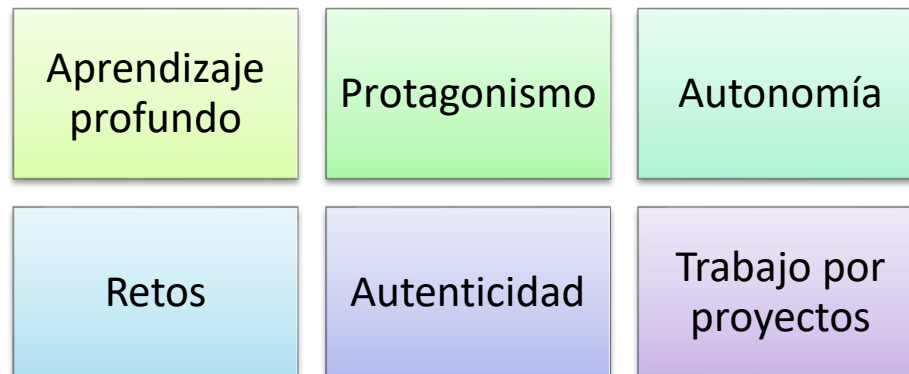 Aprendizaje
profundo
Protagonismo
Autonomía
Retos
Autenticidad
Trabajo por
proyectos